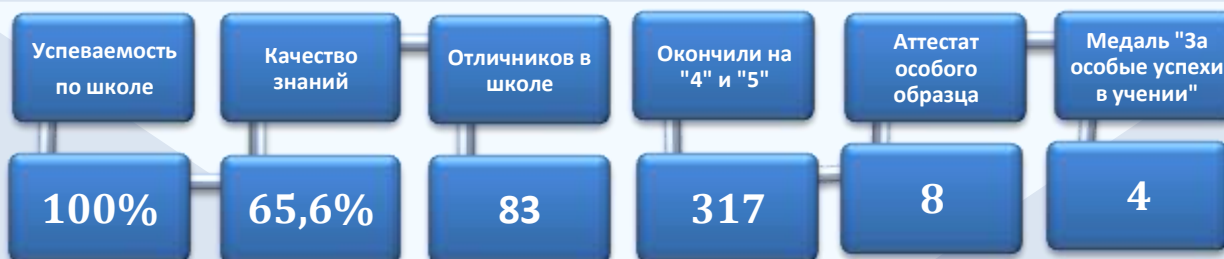 Успеваемость
по школе
100%
Качество
знаний
65,6%
Отличников в
школе
83
Окончили на
"4" и "5"
317
Аттестат
особого
образца
8
Медаль "За
особые успехи
в учении"
4